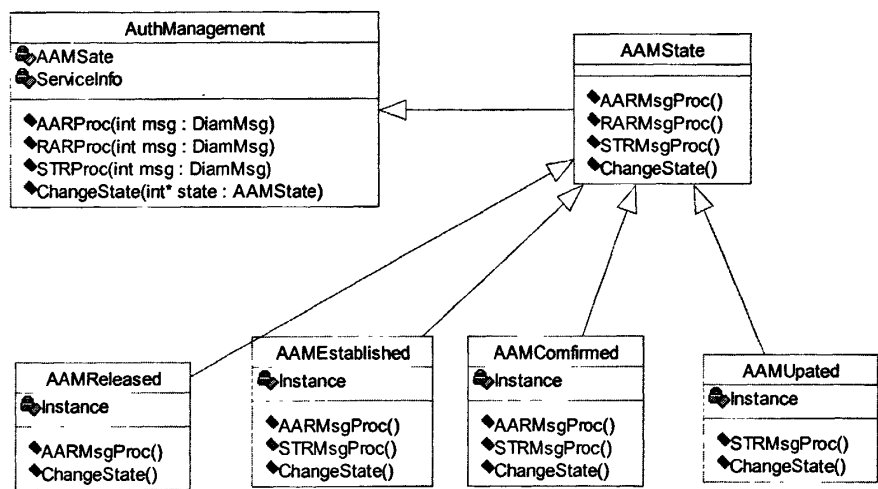 AuthManagement
AAMSate
ServiceInfo
AARProc(int msg : DiamMsg)
RARProc(int msg : DiamMsg)
STRProc(int msg : DiamMsg)
ChangeState(int* state : AAMState)
AAMState
AARMsgProc()
RARMsgProc()
STRMsgProc()
ChangeState()
AAMReleased
Instance
AARMsgProc()
ChangeState()
AAMEstablished
Instance
AARMsgProc()
STRMsgProc()
ChangeState()
AAMComfirmed
Instance
AARMsgProc()
STRMsgProc()
ChangeState()
AAMUpated
Instance
STRMsgProc()
ChangeState()